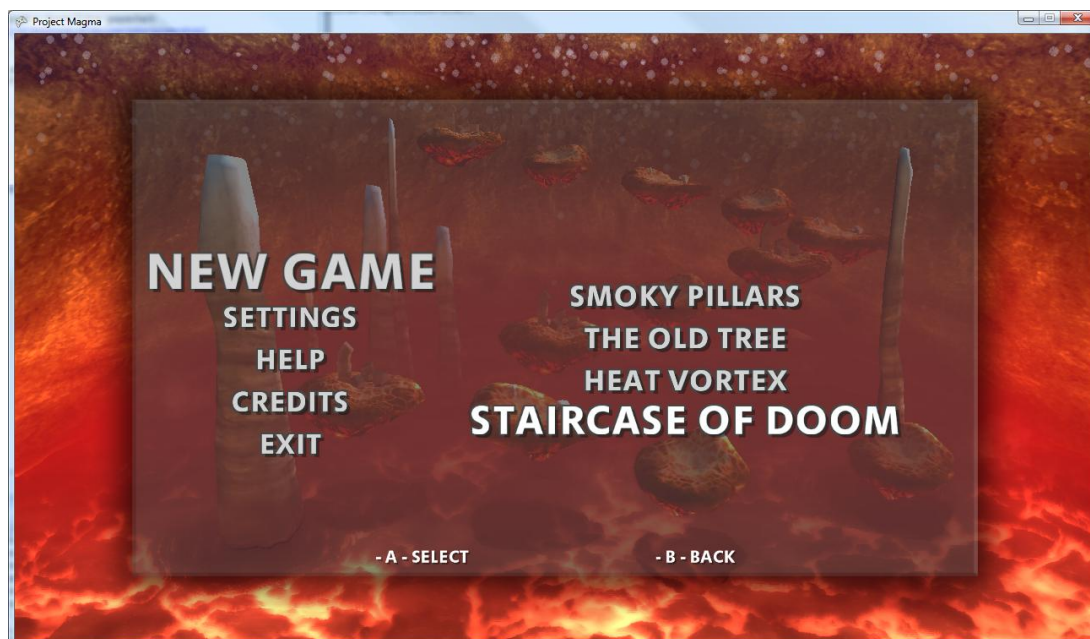 Project Magma
NEW GAME
SETTINGS
HELP
CREDITS
EXIT
SMOKY PILLARS
THE OLD TREE
HEAT VORTEX
STAIRCASE OF DOOM
- A - SELECT
- B - BACK